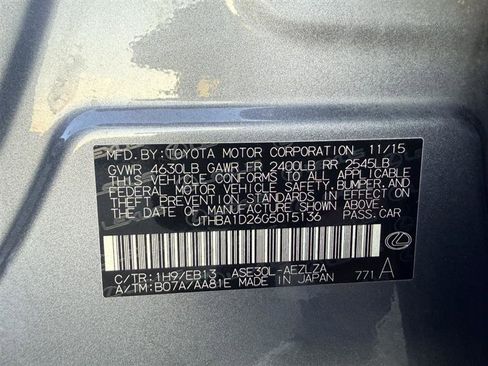 MFD. BY: TOYOTA MOTOR CORPORATION 11/15
GVWR 4630LB GAWR FR 2400LB RR 2545LB
THIS VEHICLE CONFORMS TO ALL APPLICABLE
FEDERAL MOTOR VEHICLE SAFETY, BUMPER, AND
THEFT PREVENTION STANDARDS IN EFFECT ON
THE DATE OF MANUFACTURE SHOWN ABOVE.
JTHBA1D26G5015136 PASS. CAR
C/TR: 1H9/EB13 ASE30L-AEZLZA
A/TM: B07A/AA81E MADE IN JAPAN 771 A